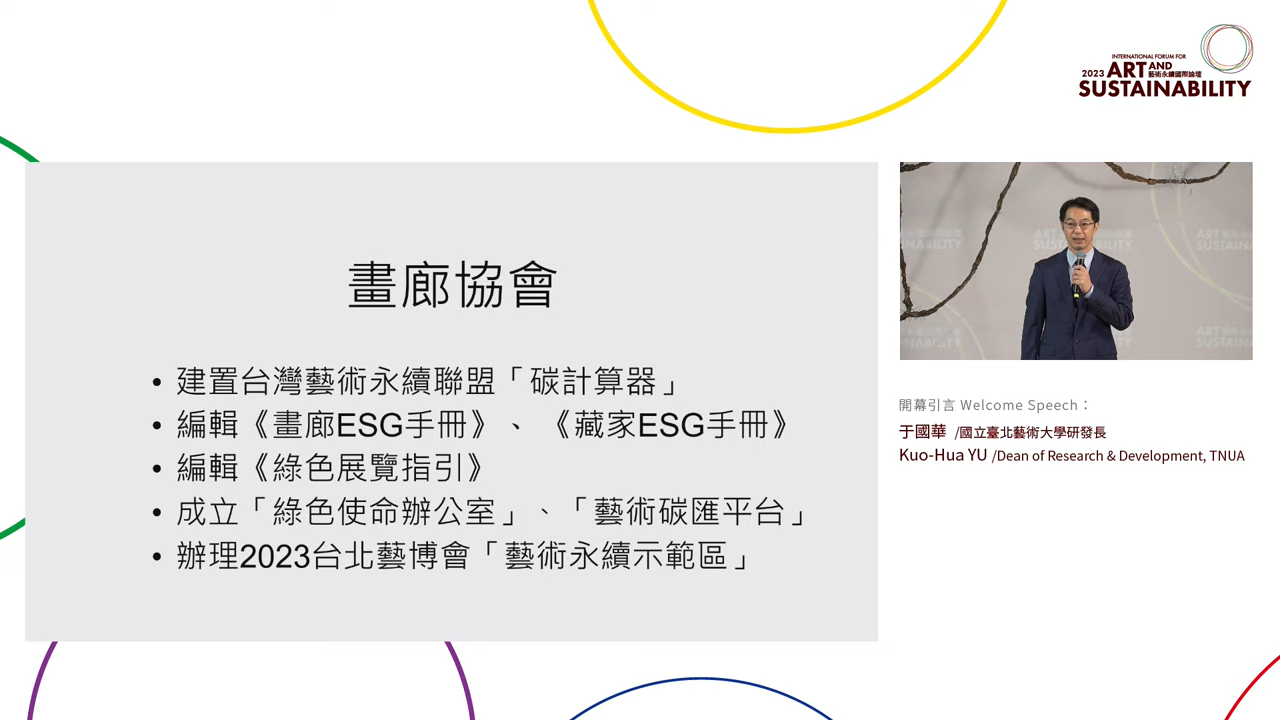 INTERNATIONAL FORUM FOR
2023 ART AND 藝術永續國際論壇
SUSTAINABILITY
畫廊協會
• 建置台灣藝術永續聯盟「碳計算器」
• 編輯《畫廊ESG手冊》、《藏家ESG手冊》
• 編輯《綠色展覽指引》
• 成立「綠色使命辦公室」、「藝術碳匯平台」
• 辦理2023台北藝博會「藝術永續示範區」
開幕引言 Welcome Speech：
于國華 /國立臺北藝術大學研發長
Kuo-Hua YU /Dean of Research & Development, TNUA